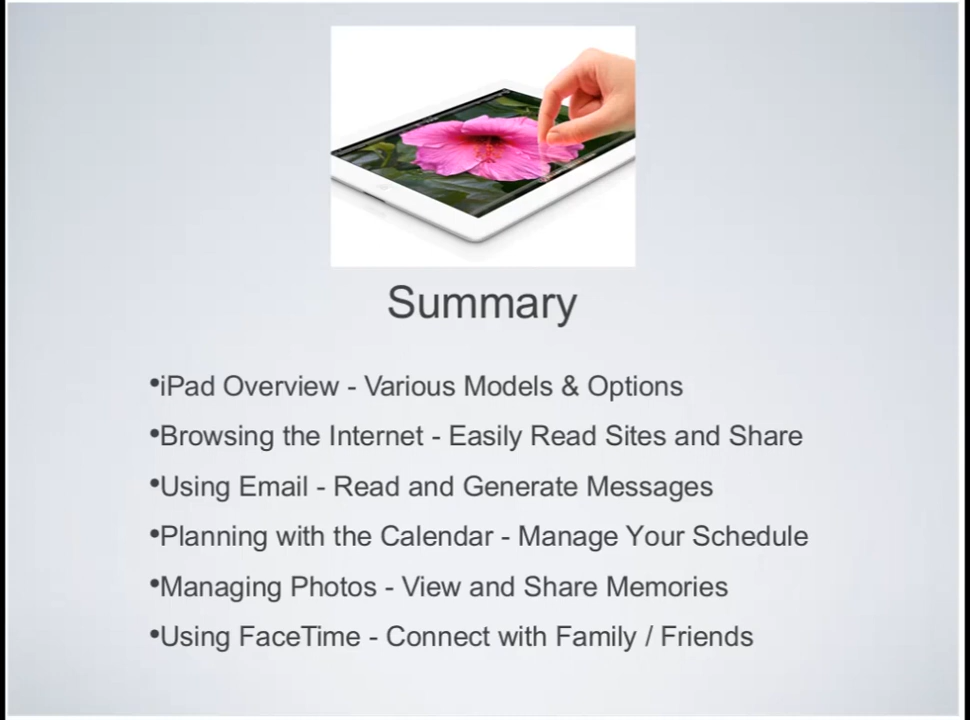 Summary
•iPad Overview - Various Models & Options
•Browsing the Internet - Easily Read Sites and Share
•Using Email - Read and Generate Messages
•Planning with the Calendar - Manage Your Schedule
•Managing Photos - View and Share Memories
•Using FaceTime - Connect with Family / Friends